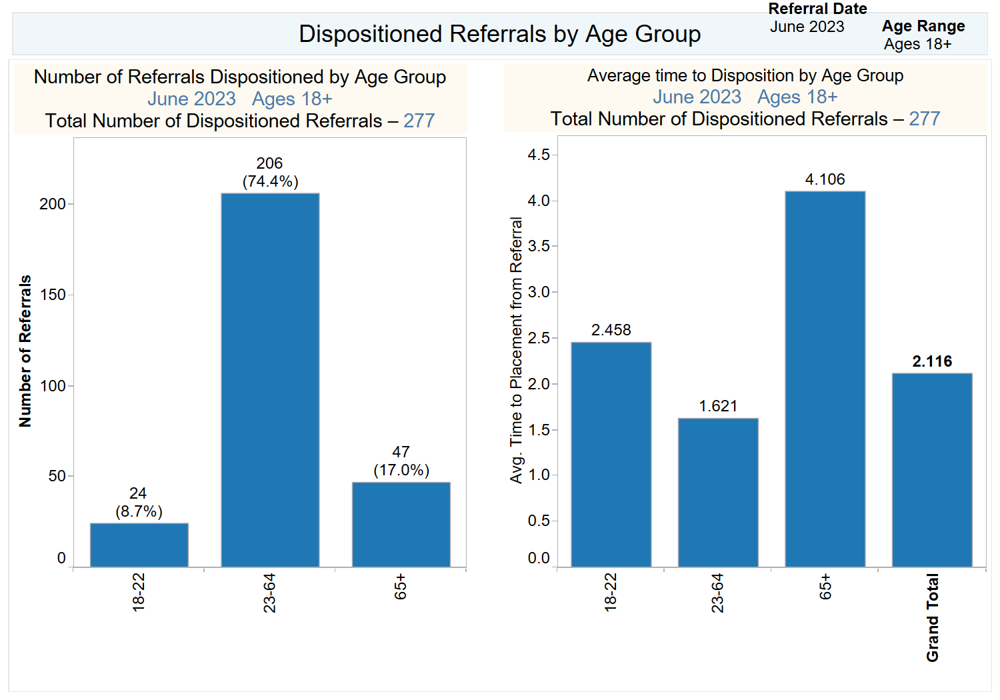 Dispositioned Referrals by Age Group
Referral Date
June 2023
Age Range
Ages 18+
Number of Referrals Dispositioned by Age Group
June 2023 Ages 18+
Total Number of Dispositioned Referrals – 277
Number of Referrals
200
150
100
50
0
206
(74.4%)
47
(17.0%)
24
(8.7%)
18-22
23-64
65+
Average time to Disposition by Age Group
June 2023 Ages 18+
Total Number of Dispositioned Referrals – 277
Avg. Time to Placement from Referral
4.5
4.0
3.5
3.0
2.5
2.0
1.5
1.0
0.5
0.0
2.458
1.621
4.106
2.116
18-22
23-64
65+
Grand Total